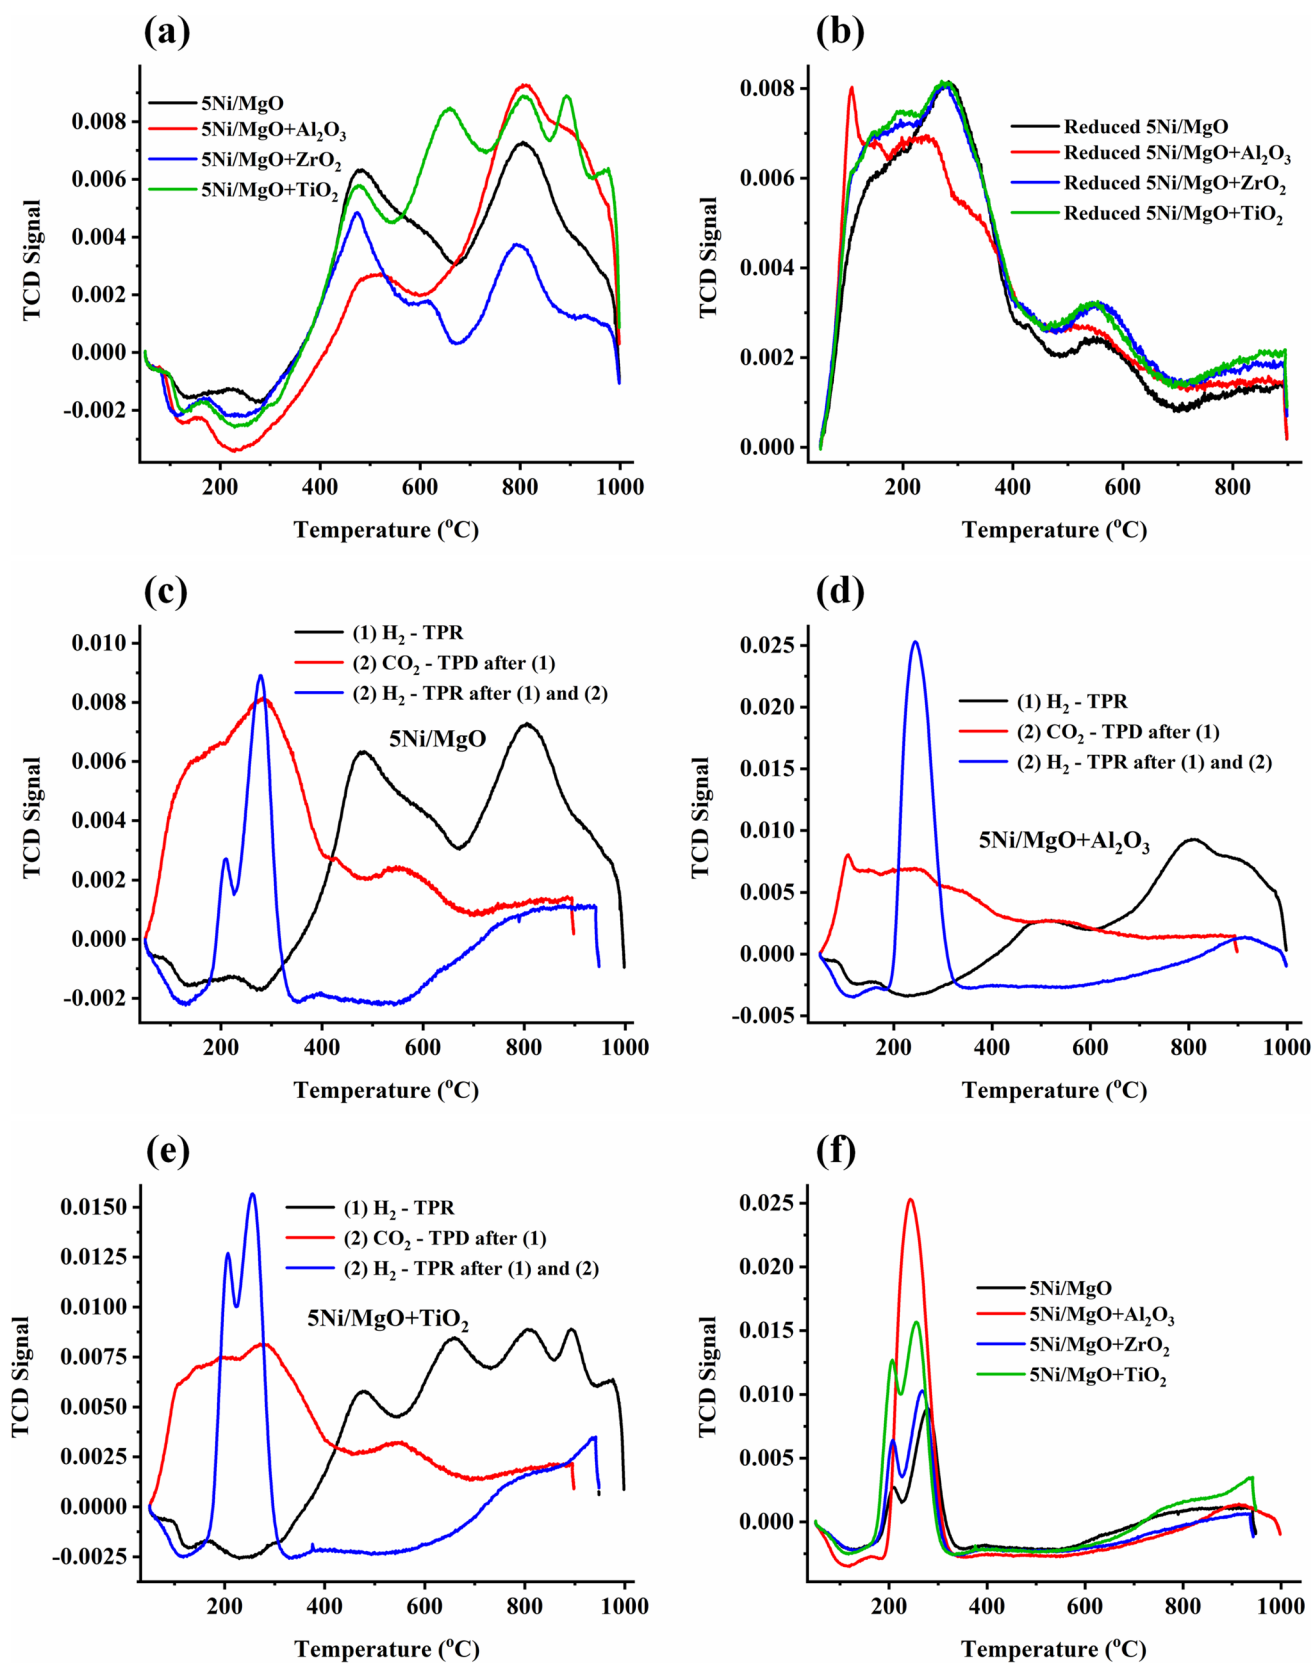 (a)
5Ni/MgO
5Ni/MgO+Al₂O₃
5Ni/MgO+ZrO₂
5Ni/MgO+TiO₂
0.008
0.006
0.004
0.002
0.000
-0.002
TCD Signal
200 400 600 800 1000
Temperature (°C)
(b)
Reduced 5Ni/MgO
Reduced 5Ni/MgO+Al₂O₃
Reduced 5Ni/MgO+ZrO₂
Reduced 5Ni/MgO+TiO₂
0.008
0.006
0.004
0.002
0.000
TCD Signal
200 400 600 800
Temperature (°C)
(c)
(1) H₂ - TPR
(2) CO₂ - TPD after (1)
(2) H₂ - TPR after (1) and (2)
5Ni/MgO
0.010
0.008
0.006
0.004
0.002
0.000
-0.002
TCD Signal
200 400 600 800 1000
Temperature (°C)
(d)
(1) H₂ - TPR
(2) CO₂ - TPD after (1)
(2) H₂ - TPR after (1) and (2)
5Ni/MgO+Al₂O₃
0.025
0.020
0.015
0.010
0.005
0.000
-0.005
TCD Signal
200 400 600 800 1000
Temperature (°C)
(e)
(1) H₂ - TPR
(2) CO₂ - TPD after (1)
(2) H₂ - TPR after (1) and (2)
5Ni/MgO+TiO₂
0.0150
0.0125
0.0100
0.0075
0.0050
0.0025
0.0000
-0.0025
TCD Signal
200 400 600 800 1000
Temperature (°C)
(f)
5Ni/MgO
5Ni/MgO+Al₂O₃
5Ni/MgO+ZrO₂
5Ni/MgO+TiO₂
0.025
0.020
0.015
0.010
0.005
0.000
TCD Signal
200 400 600 800 1000
Temperature (°C)